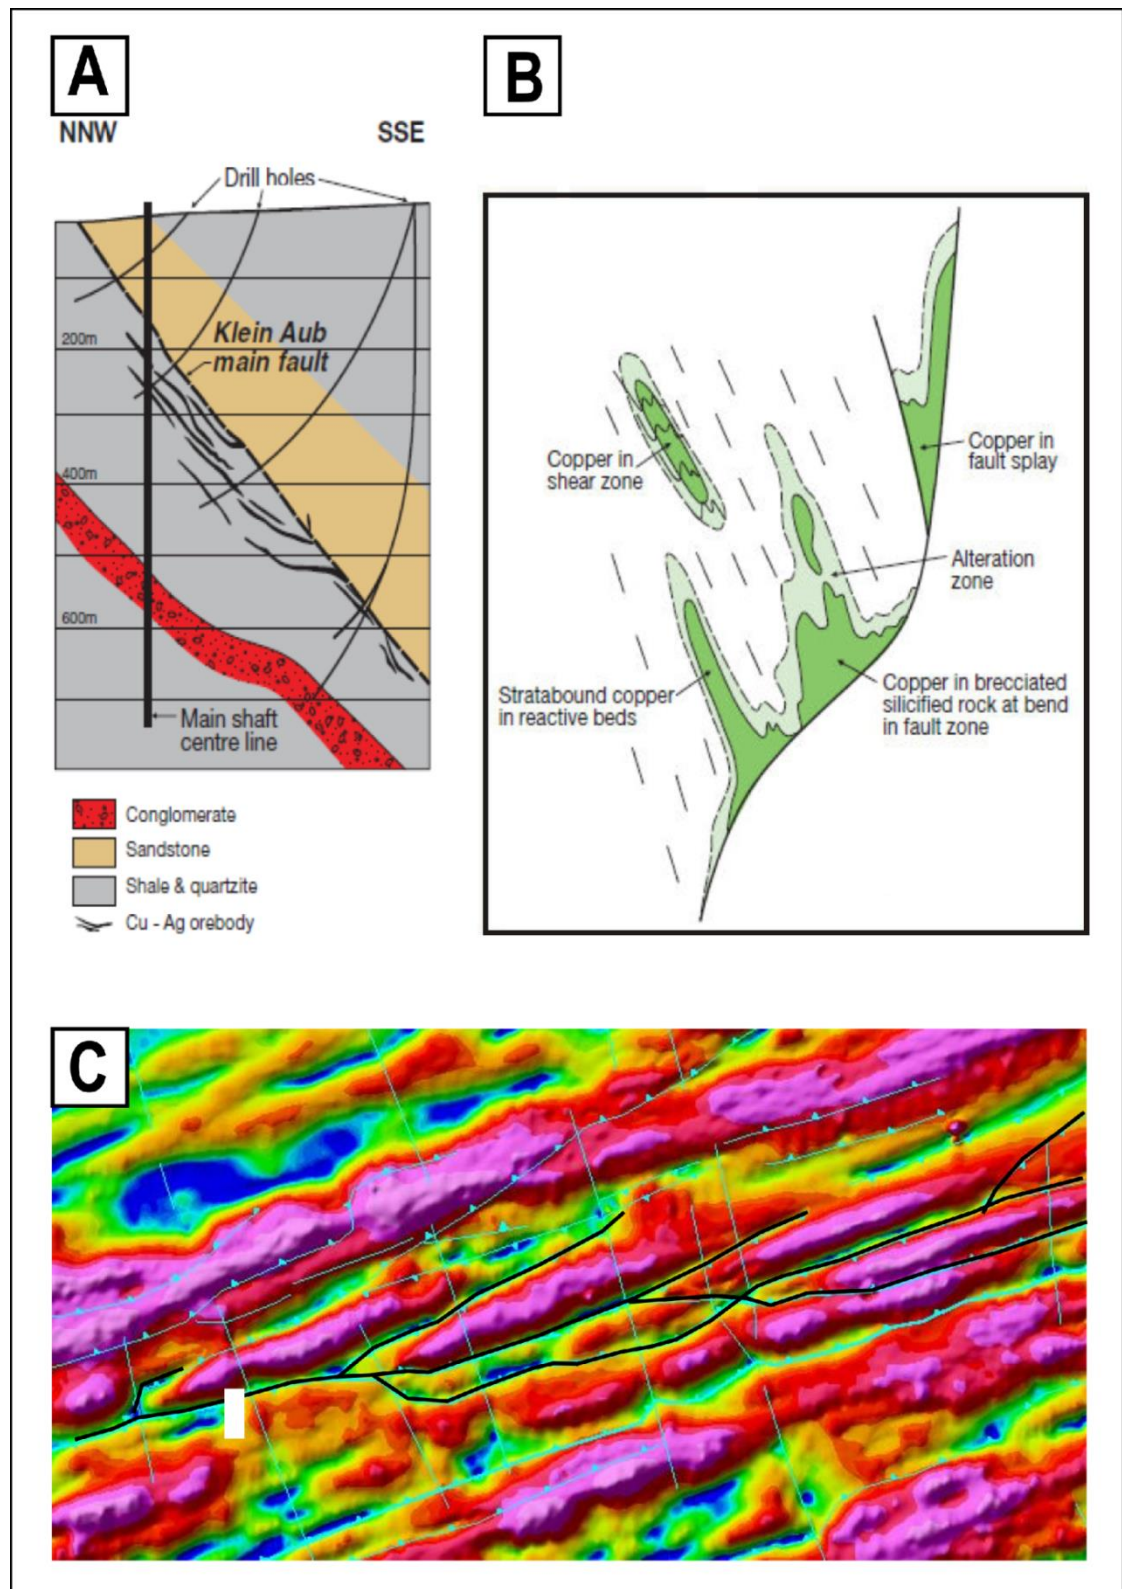 A
NNW
SSE
Drill holes
Klein Aub
main fault
200m
400m
600m
Main shaft
centre line
Conglomerate
Sandstone
Shale & quartzite
Cu - Ag orebody
B
Copper in
shear zone
Copper in
fault splay
Alteration
zone
Stratabound copper
in reactive beds
Copper in brecciated
silicified rock at bend
in fault zone
C